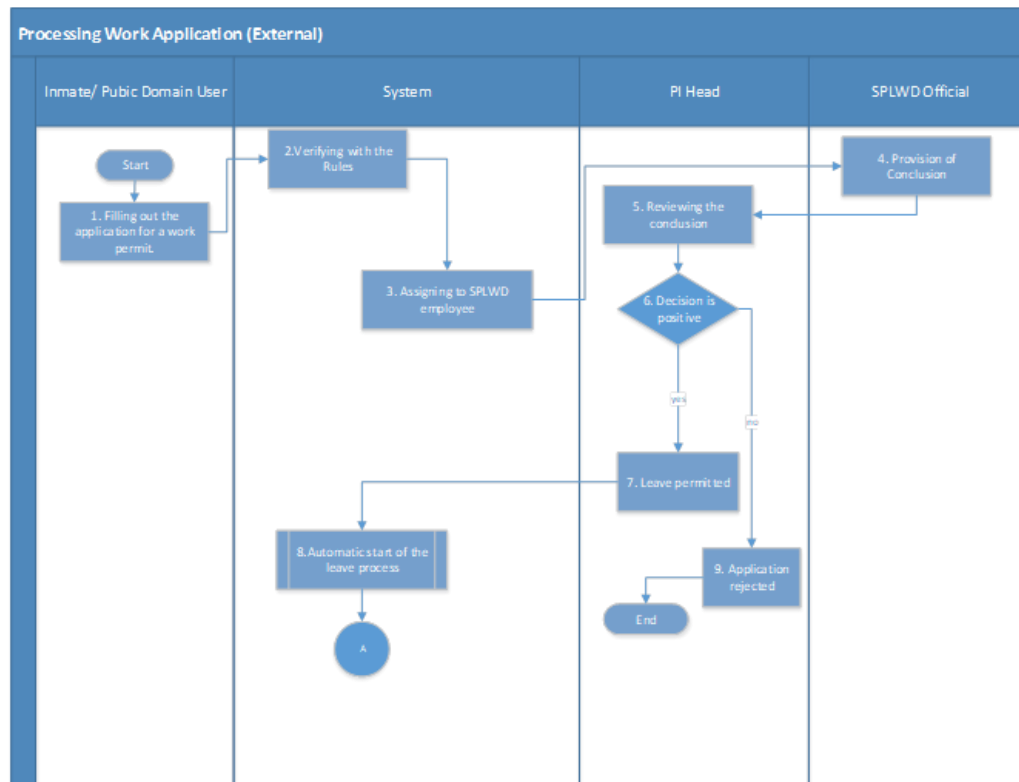 Processing Work Application (External)
Inmate/ Pubic Domain User
System
PI Head
SPLWD Official
Start
1. Filling out the
application for a work
permit.
2.Verifying with the
Rules
3. Assigning to SPLWD
employee
4. Provision of
Conclusion
5. Reviewing the
conclusion
6. Decision is
positive
yes
no
7. Leave permitted
8.Automatic start of the
leave process
9. Application
rejected
End
A